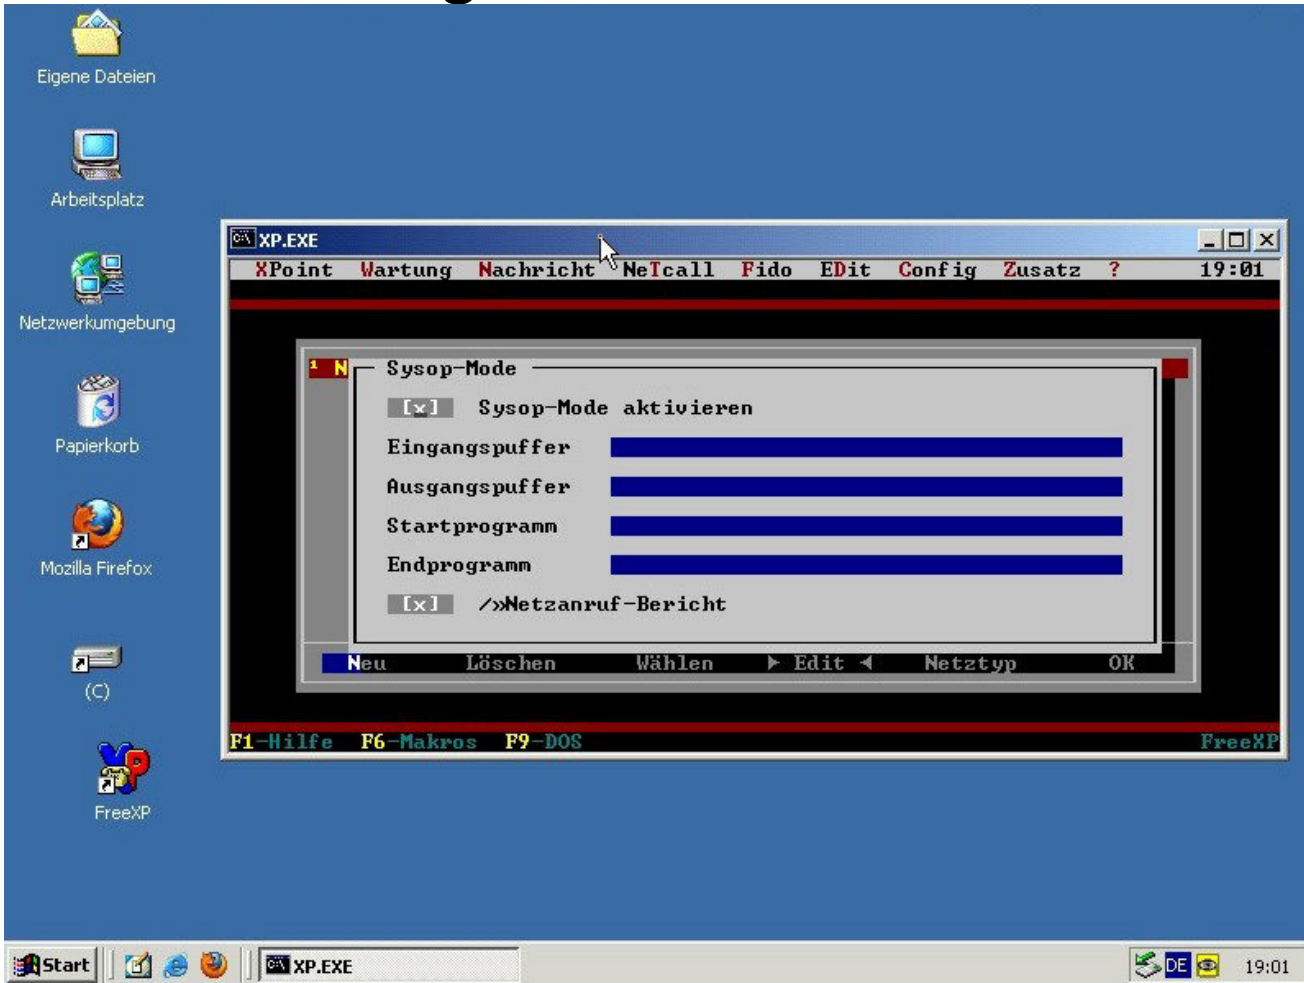 Eigene Dateien
Arbeitsplatz
Netzwerkumgebung
Papierkorb
Mozilla Firefox
(C)
FreeXP
XP.EXE
XPoint Wartung Nachricht NeTcall Fido EDit Config Zusatz ? 19:01
1 N
Sysop-Mode
[x] Sysop-Mode aktivieren
Eingangspuffer
Ausgangspuffer
Startprogramm
Endprogramm
[x] /»Netzanruf-Bericht
Neu Löschen Wählen ► Edit ◄ Netztyp OK
F1-Hilfe F6-Makros F9-DOS FreeXP
Start XP.EXE DE 19:01